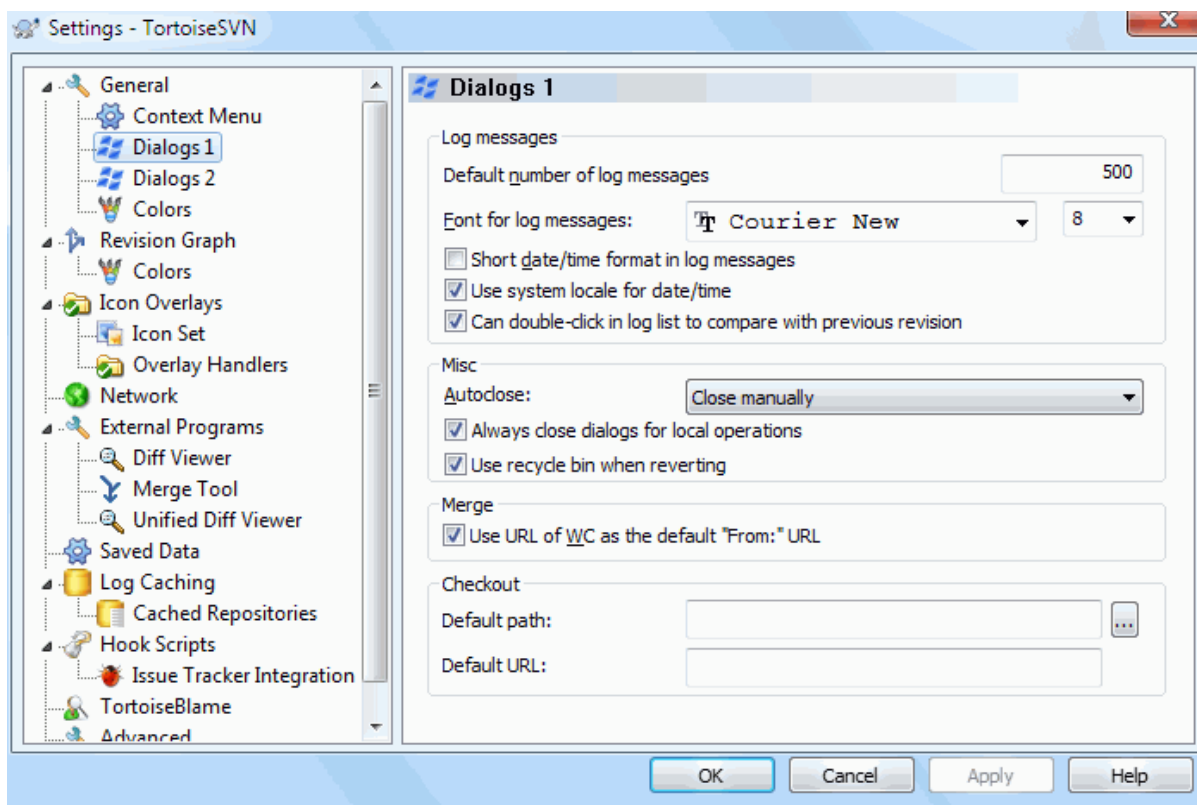 Settings - TortoiseSVN
General
Context Menu
Dialogs 1
Dialogs 2
Colors
Revision Graph
Colors
Icon Overlays
Icon Set
Overlay Handlers
Network
External Programs
Diff Viewer
Merge Tool
Unified Diff Viewer
Saved Data
Log Caching
Cached Repositories
Hook Scripts
Issue Tracker Integration
TortoiseBlame
Advanced
Dialogs 1
Log messages
Default number of log messages 500
Font for log messages: Courier New 8
Short date/time format in log messages
Use system locale for date/time
Can double-click in log list to compare with previous revision
Misc
Autoclose: Close manually
Always close dialogs for local operations
Use recycle bin when reverting
Merge
Use URL of WC as the default "From:" URL
Checkout
Default path: ...
Default URL:
OK Cancel Apply Help